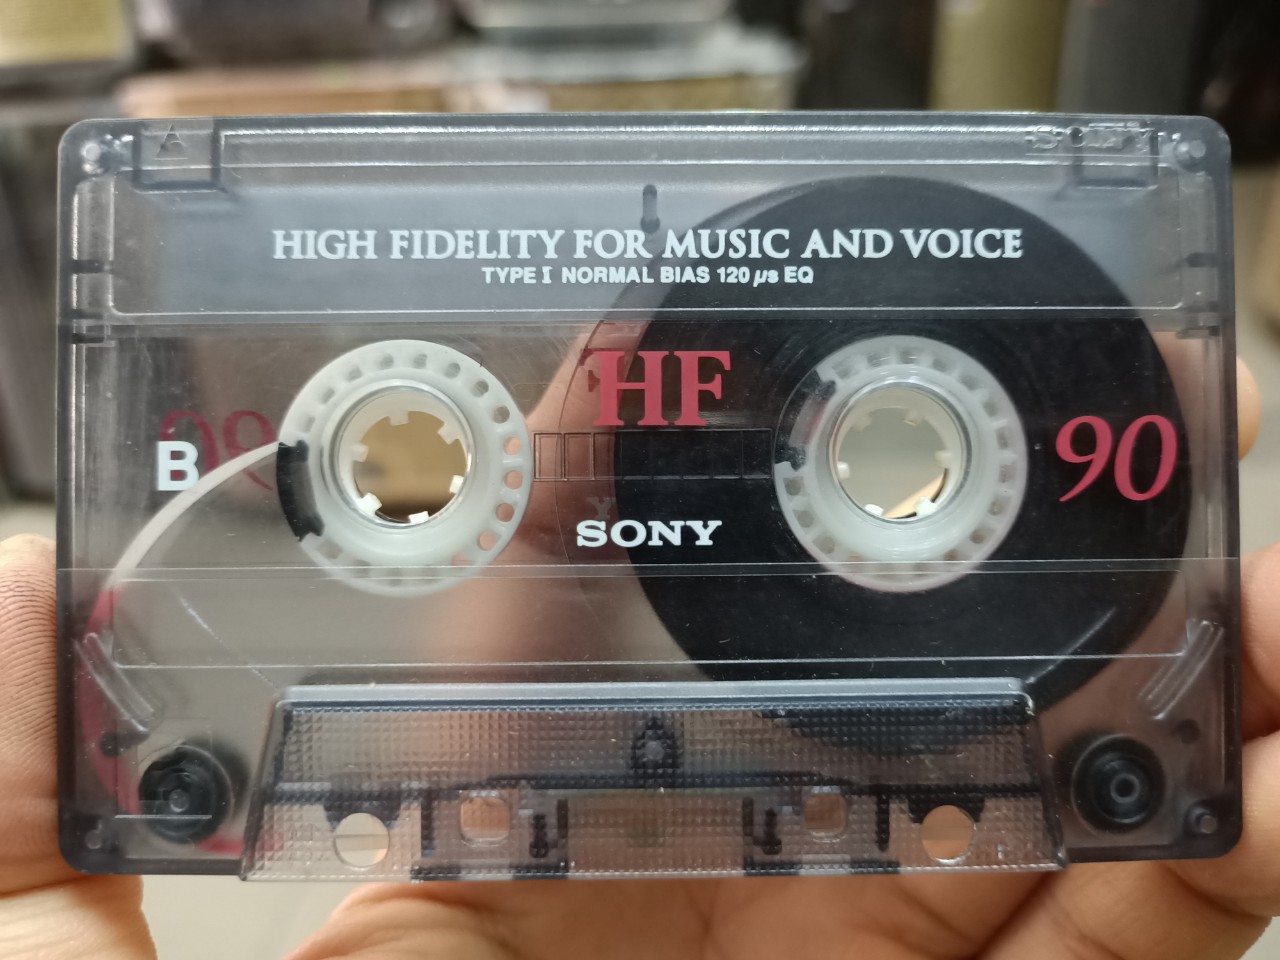 HIGH FIDELITY FOR MUSIC AND VOICE
TYPE I NORMAL BIAS 120 µs EQ
HF
B
90
SONY